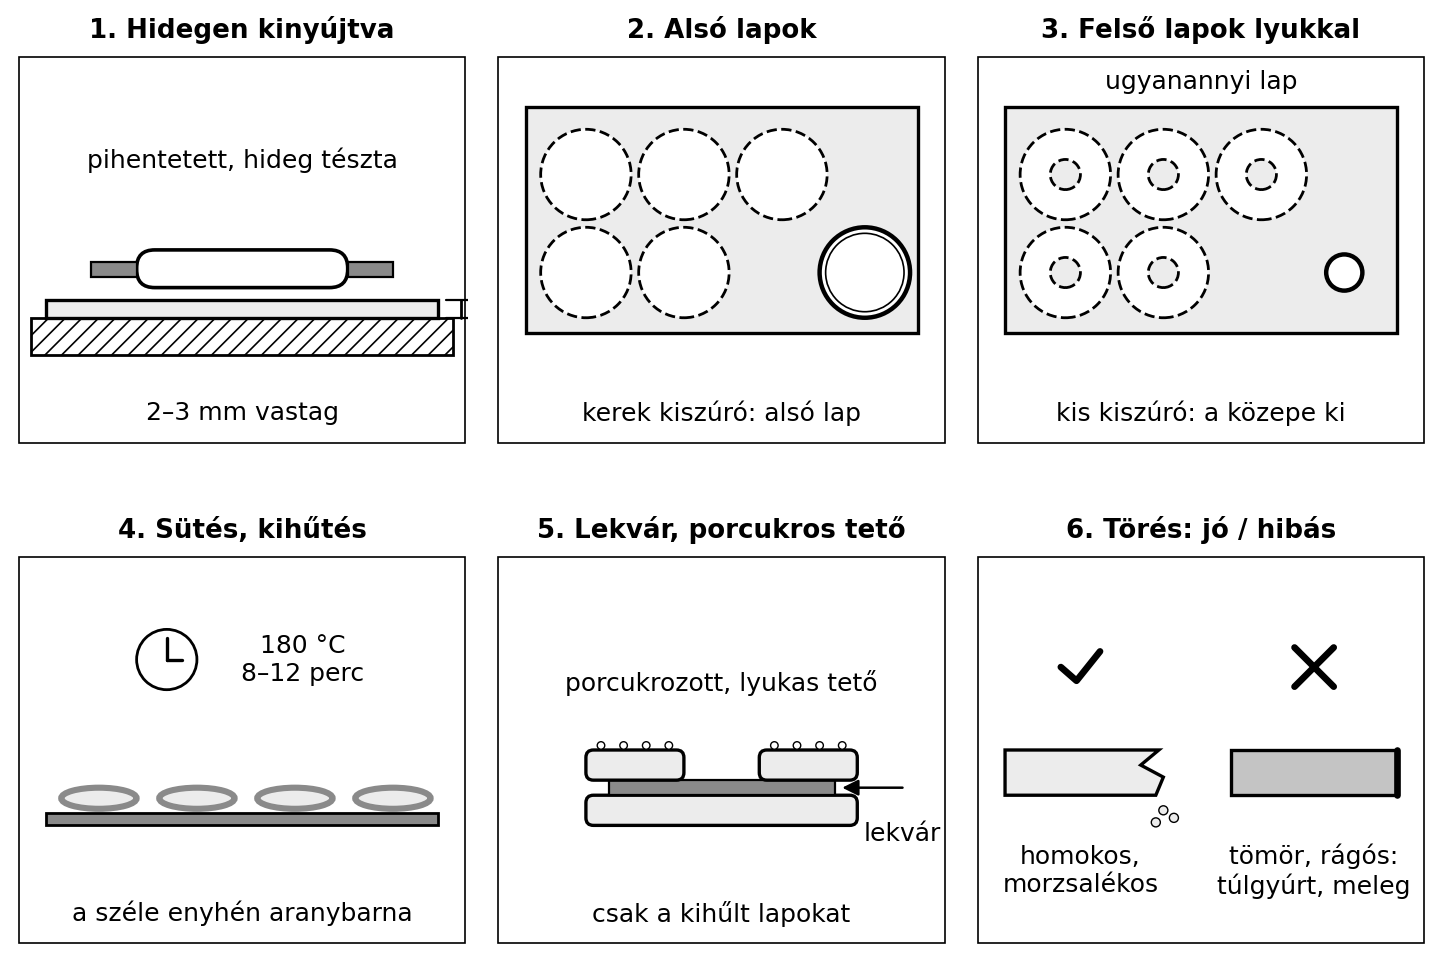 1. Hidegen kinyújtva
pihentetett, hideg tészta
2–3 mm vastag
2. Alsó lapok
kerek kiszúró: alsó lap
3. Felső lapok lyukkal
ugyanannyi lap
kis kiszúró: a közepe ki
4. Sütés, kihűtés
180 °C
8–12 perc
a széle enyhén aranybarna
5. Lekvár, porcukros tető
porcukrozott, lyukas tető
lekvár
csak a kihűlt lapokat
6. Törés: jó / hibás
homokos,
morzsalékos
tömör, rágós:
túlgyúrt, meleg